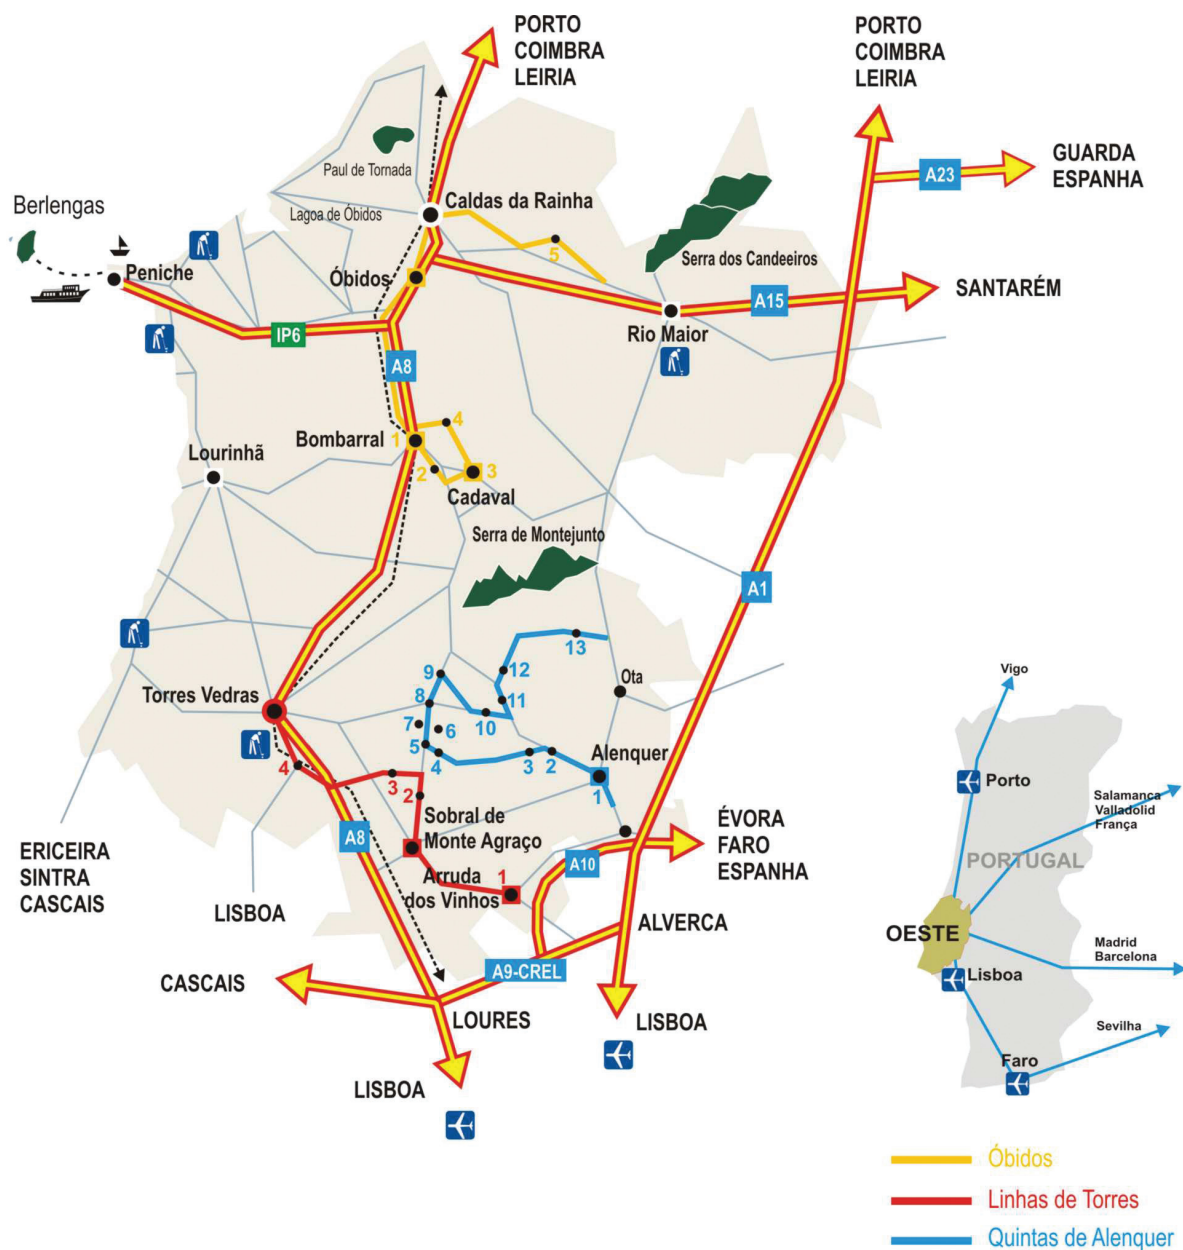 PORTO
COIMBRA
LEIRIA
PORTO
COIMBRA
LEIRIA
A23
GUARDA
ESPANHA
Paul de Tornada
Berlengas
Lagoa de Óbidos
Caldas da Rainha
5
Serra dos Candeeiros
Peniche
Óbidos
SANTARÉM
A15
IP6
Rio Maior
A8
4
Bombarral
1
2
3
Lourinhã
Cadaval
Serra de Montejunto
A1
13
12
9
Ota
Torres Vedras
8
11
10
7
6
5
4
3
2
Alenquer
1
4
3
2
Sobral de
Monte Agraço
A8
ÉVORA
FARO
ESPANHA
A10
ERICEIRA
SINTRA
CASCAIS
Arruda
dos Vinhos
1
LISBOA
ALVERCA
A9-CREL
CASCAIS
LOURES
LISBOA
LISBOA
Vigo
Porto
Salamanca
Valladolid
França
PORTUGAL
OESTE
Madrid
Barcelona
Lisboa
Sevilha
Faro
Óbidos
Linhas de Torres
Quintas de Alenquer